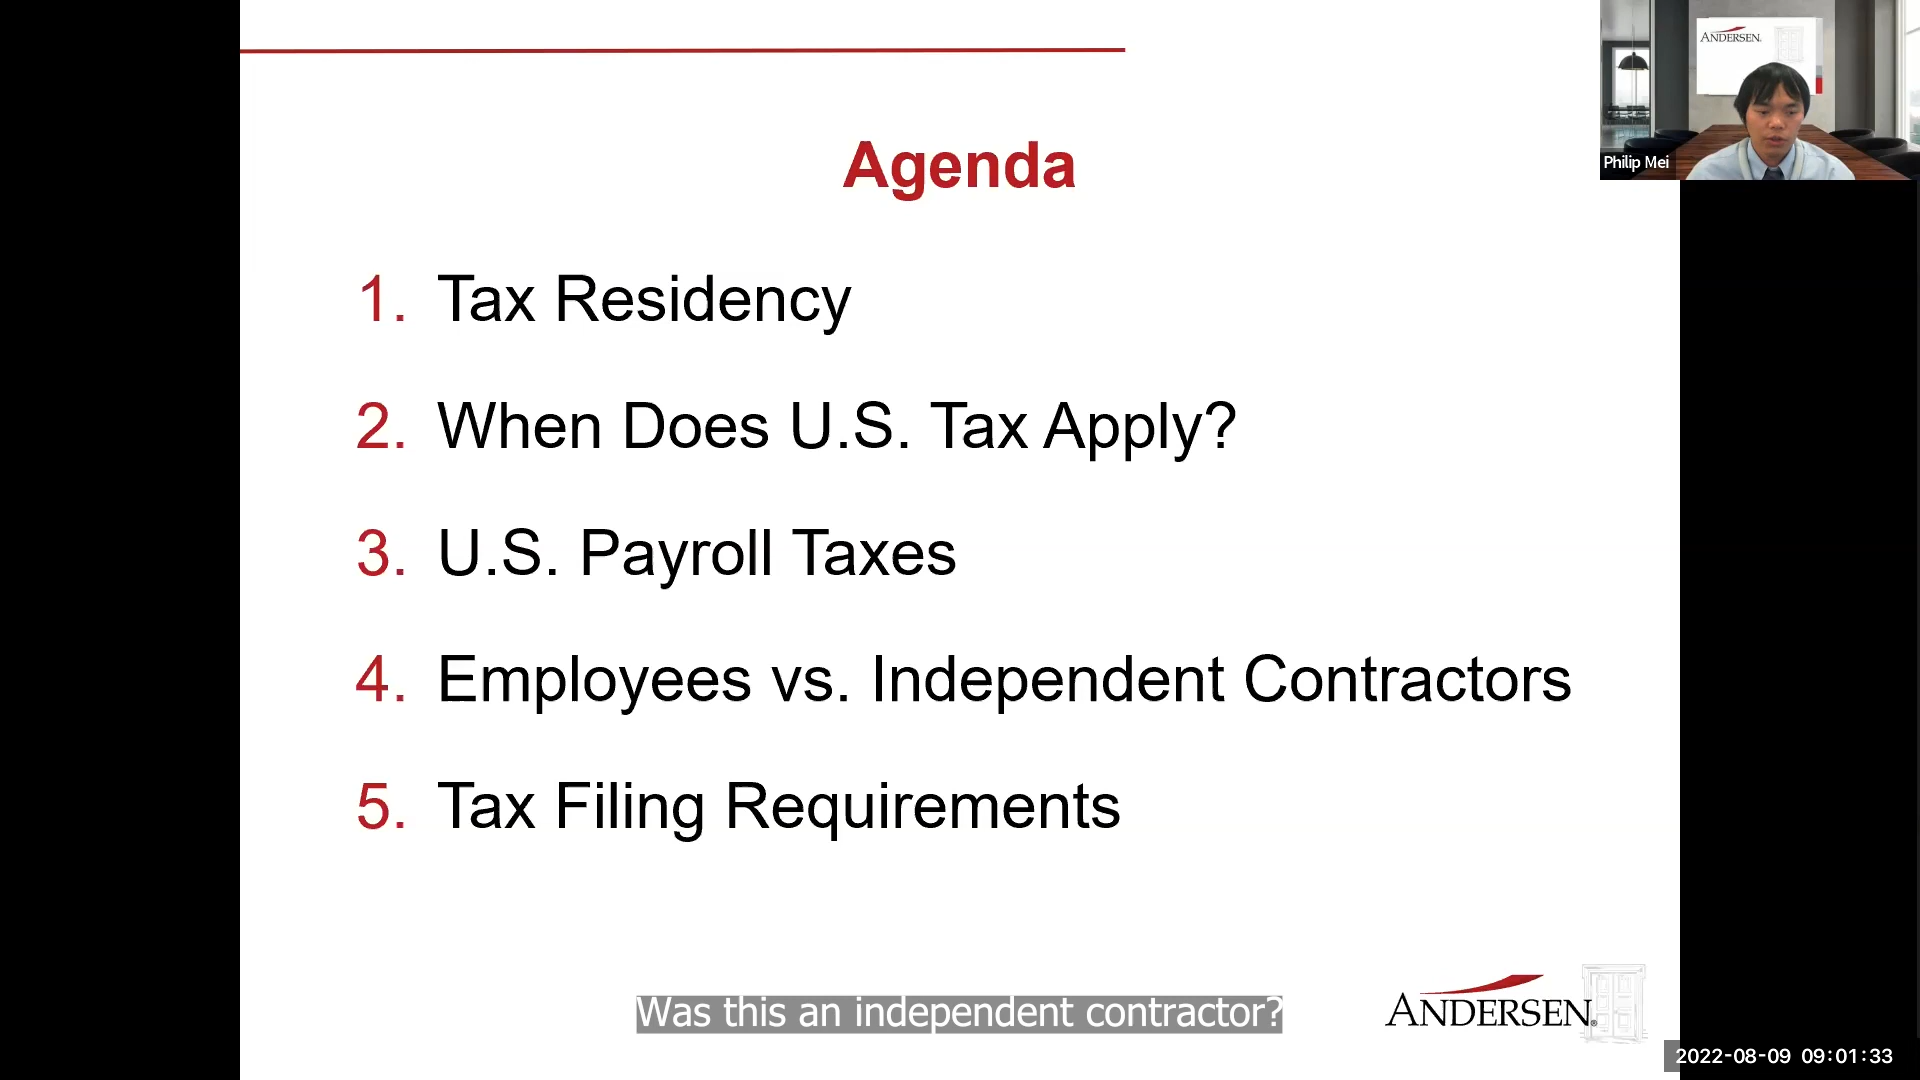 ANDERSEN.
Philip Mei
Agenda
1. Tax Residency
2. When Does U.S. Tax Apply?
3. U.S. Payroll Taxes
4. Employees vs. Independent Contractors
5. Tax Filing Requirements
Was this an independent contractor?
ANDERSEN®
2022-08-09 09:01:33